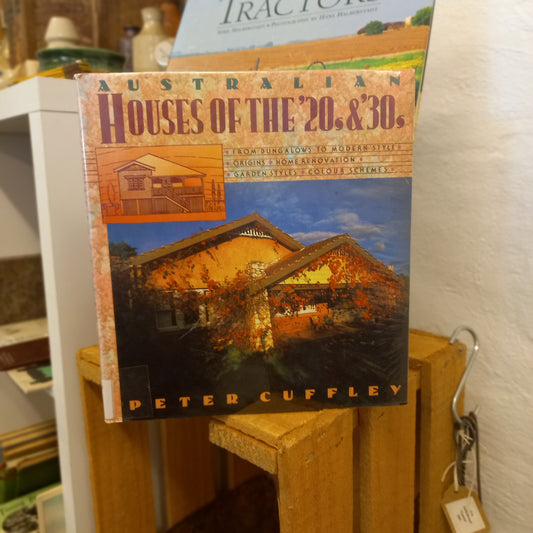 TRACTORS
AUSTRALIAN
HOUSES OF THE '20s & '30s
FROM BUNGALOWS TO MODERN STYLE
ORIGINS • HOME RENOVATION
GARDEN STYLES • COLOUR SCHEMES
PETER CUFFLEY